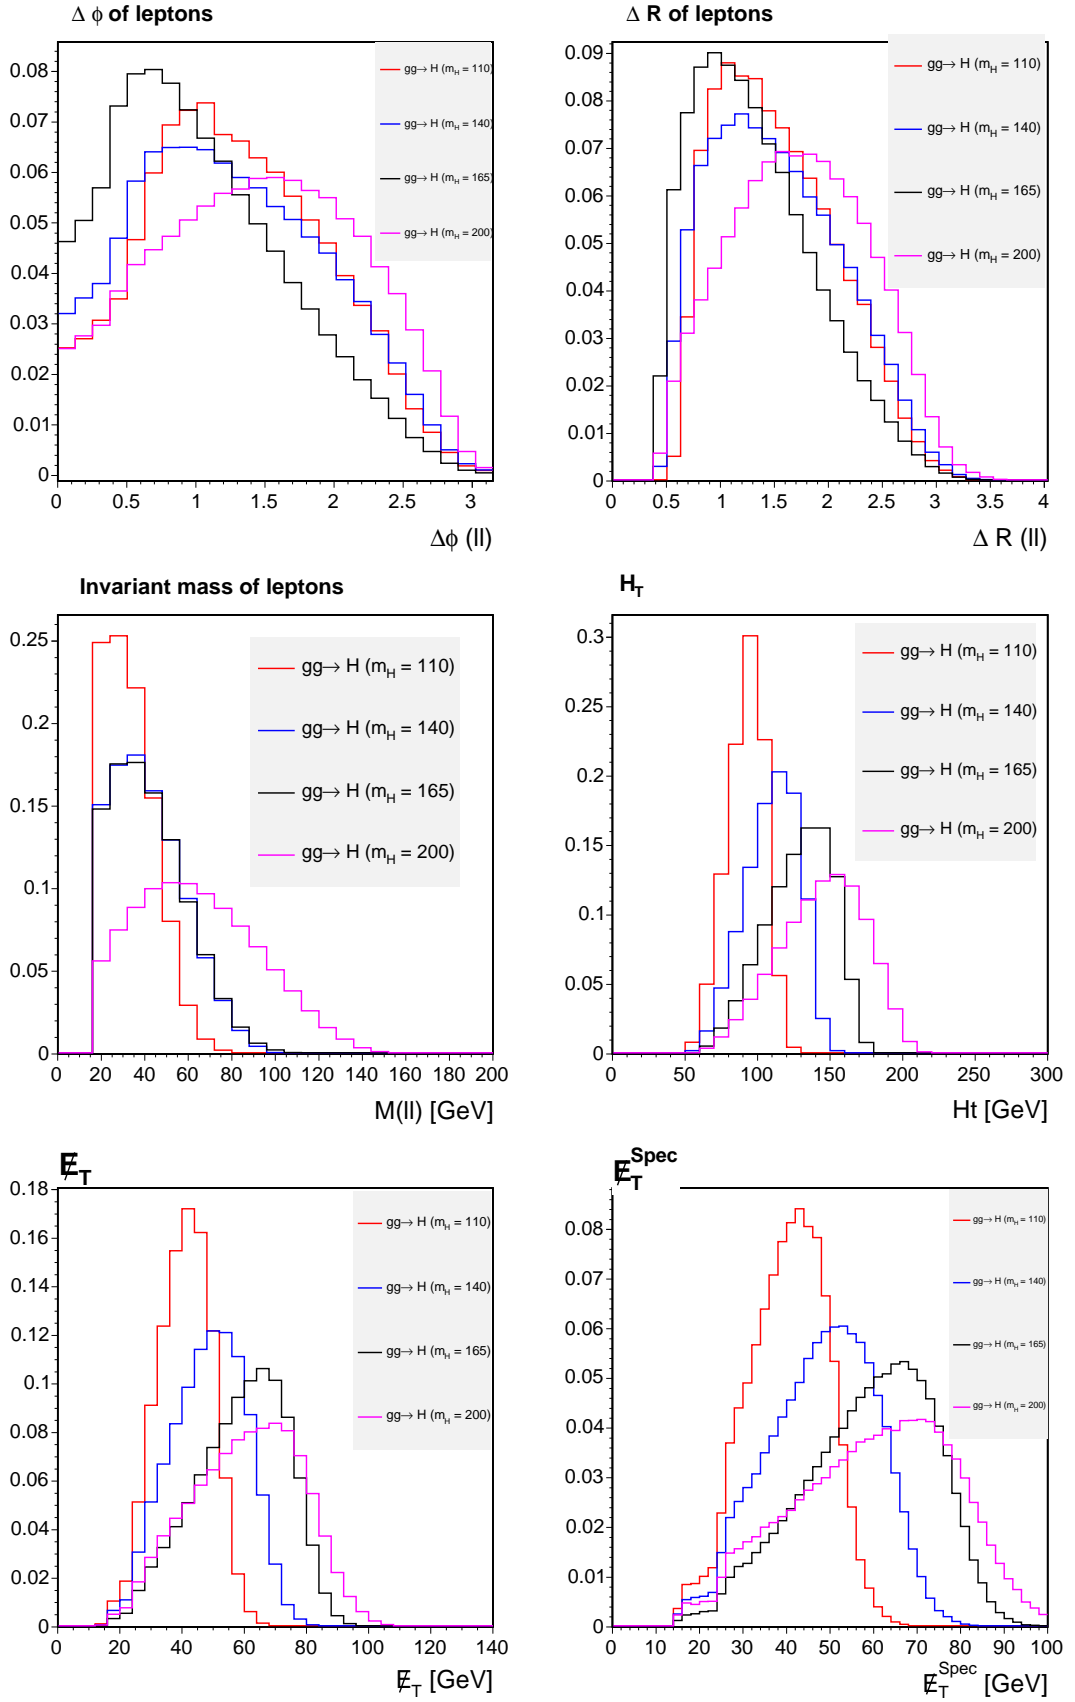 Δ ϕ of leptons
0.08
0.07
0.06
0.05
0.04
0.03
0.02
0.01
0
gg→ H (m_H = 110)
gg→ H (m_H = 140)
gg→ H (m_H = 165)
gg→ H (m_H = 200)
0 0.5 1 1.5 2 2.5 3
Δϕ (ll)
Δ R of leptons
0.09
0.08
0.07
0.06
0.05
0.04
0.03
0.02
0.01
0
gg→ H (m_H = 110)
gg→ H (m_H = 140)
gg→ H (m_H = 165)
gg→ H (m_H = 200)
0 0.5 1 1.5 2 2.5 3 3.5 4
Δ R (ll)
Invariant mass of leptons
0.25
0.2
0.15
0.1
0.05
0
gg→ H (m_H = 110)
gg→ H (m_H = 140)
gg→ H (m_H = 165)
gg→ H (m_H = 200)
0 20 40 60 80 100 120 140 160 180 200
M(ll) [GeV]
H_T
0.3
0.25
0.2
0.15
0.1
0.05
0
gg→ H (m_H = 110)
gg→ H (m_H = 140)
gg→ H (m_H = 165)
gg→ H (m_H = 200)
0 50 100 150 200 250 300
Ht [GeV]
E̸_T
0.18
0.16
0.14
0.12
0.1
0.08
0.06
0.04
0.02
0
gg→ H (m_H = 110)
gg→ H (m_H = 140)
gg→ H (m_H = 165)
gg→ H (m_H = 200)
0 20 40 60 80 100 120 140
E̸_T [GeV]
E̸_T^Spec
0.08
0.07
0.06
0.05
0.04
0.03
0.02
0.01
0
gg→ H (m_H = 110)
gg→ H (m_H = 140)
gg→ H (m_H = 165)
gg→ H (m_H = 200)
0 10 20 30 40 50 60 70 80 90 100
E̸_T^Spec [GeV]